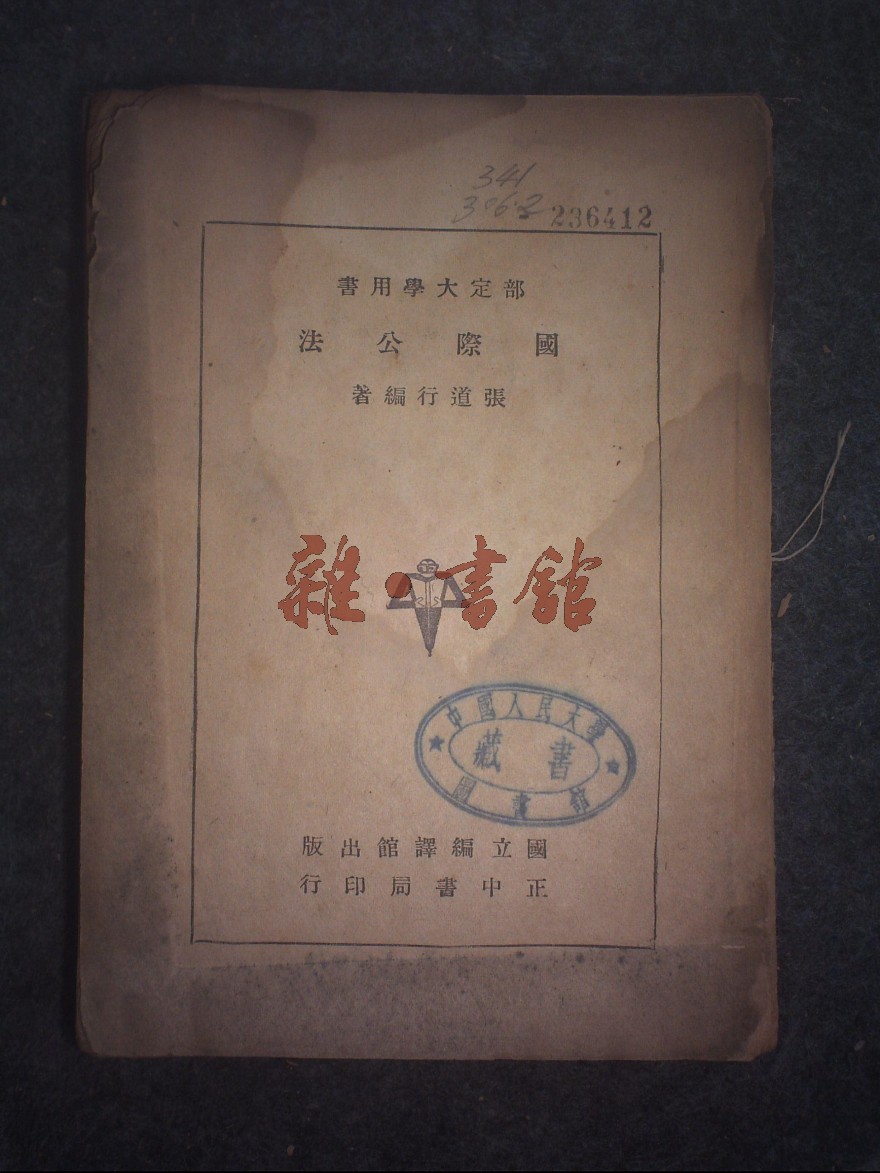 341
306.2
236412
部定大學用書
國際公法
張道行編著
雜·書館
中國人民大學
藏書
圖書館
國立編譯館出版
正中書局印行